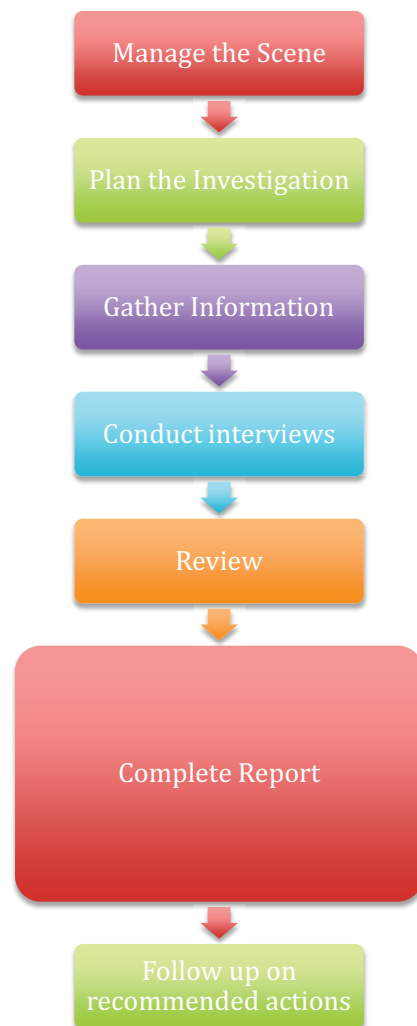 Manage the Scene
Plan the Investigation
Gather Information
Conduct interviews
Review
Complete Report
Follow up on
recommended actions